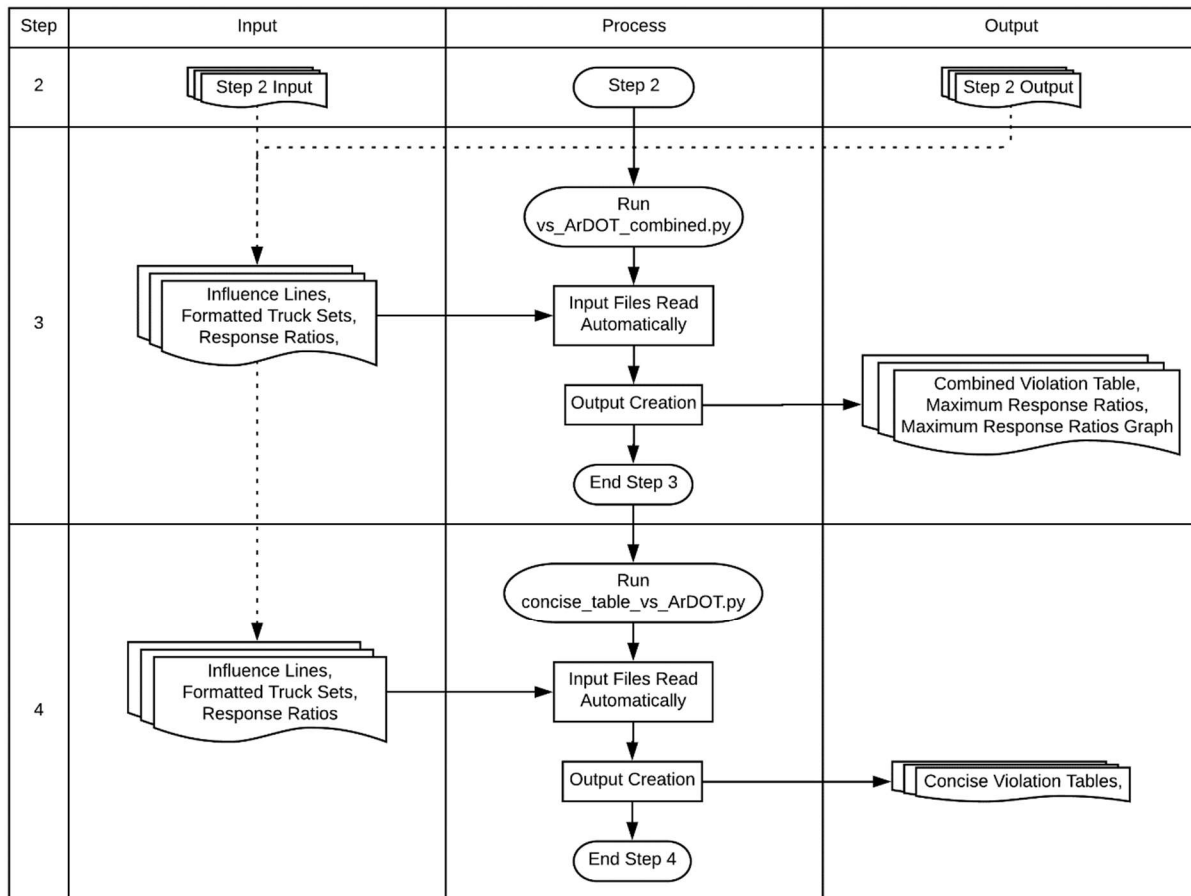 Step
Input
Process
Output
2
Step 2 Input
Step 2
Step 2 Output
3
Run
vs_ArDOT_combined.py
Influence Lines,
Formatted Truck Sets,
Response Ratios,
Input Files Read
Automatically
Output Creation
Combined Violation Table,
Maximum Response Ratios,
Maximum Response Ratios Graph
End Step 3
4
Run
concise_table_vs_ArDOT.py
Influence Lines,
Formatted Truck Sets,
Response Ratios
Input Files Read
Automatically
Output Creation
Concise Violation Tables,
End Step 4